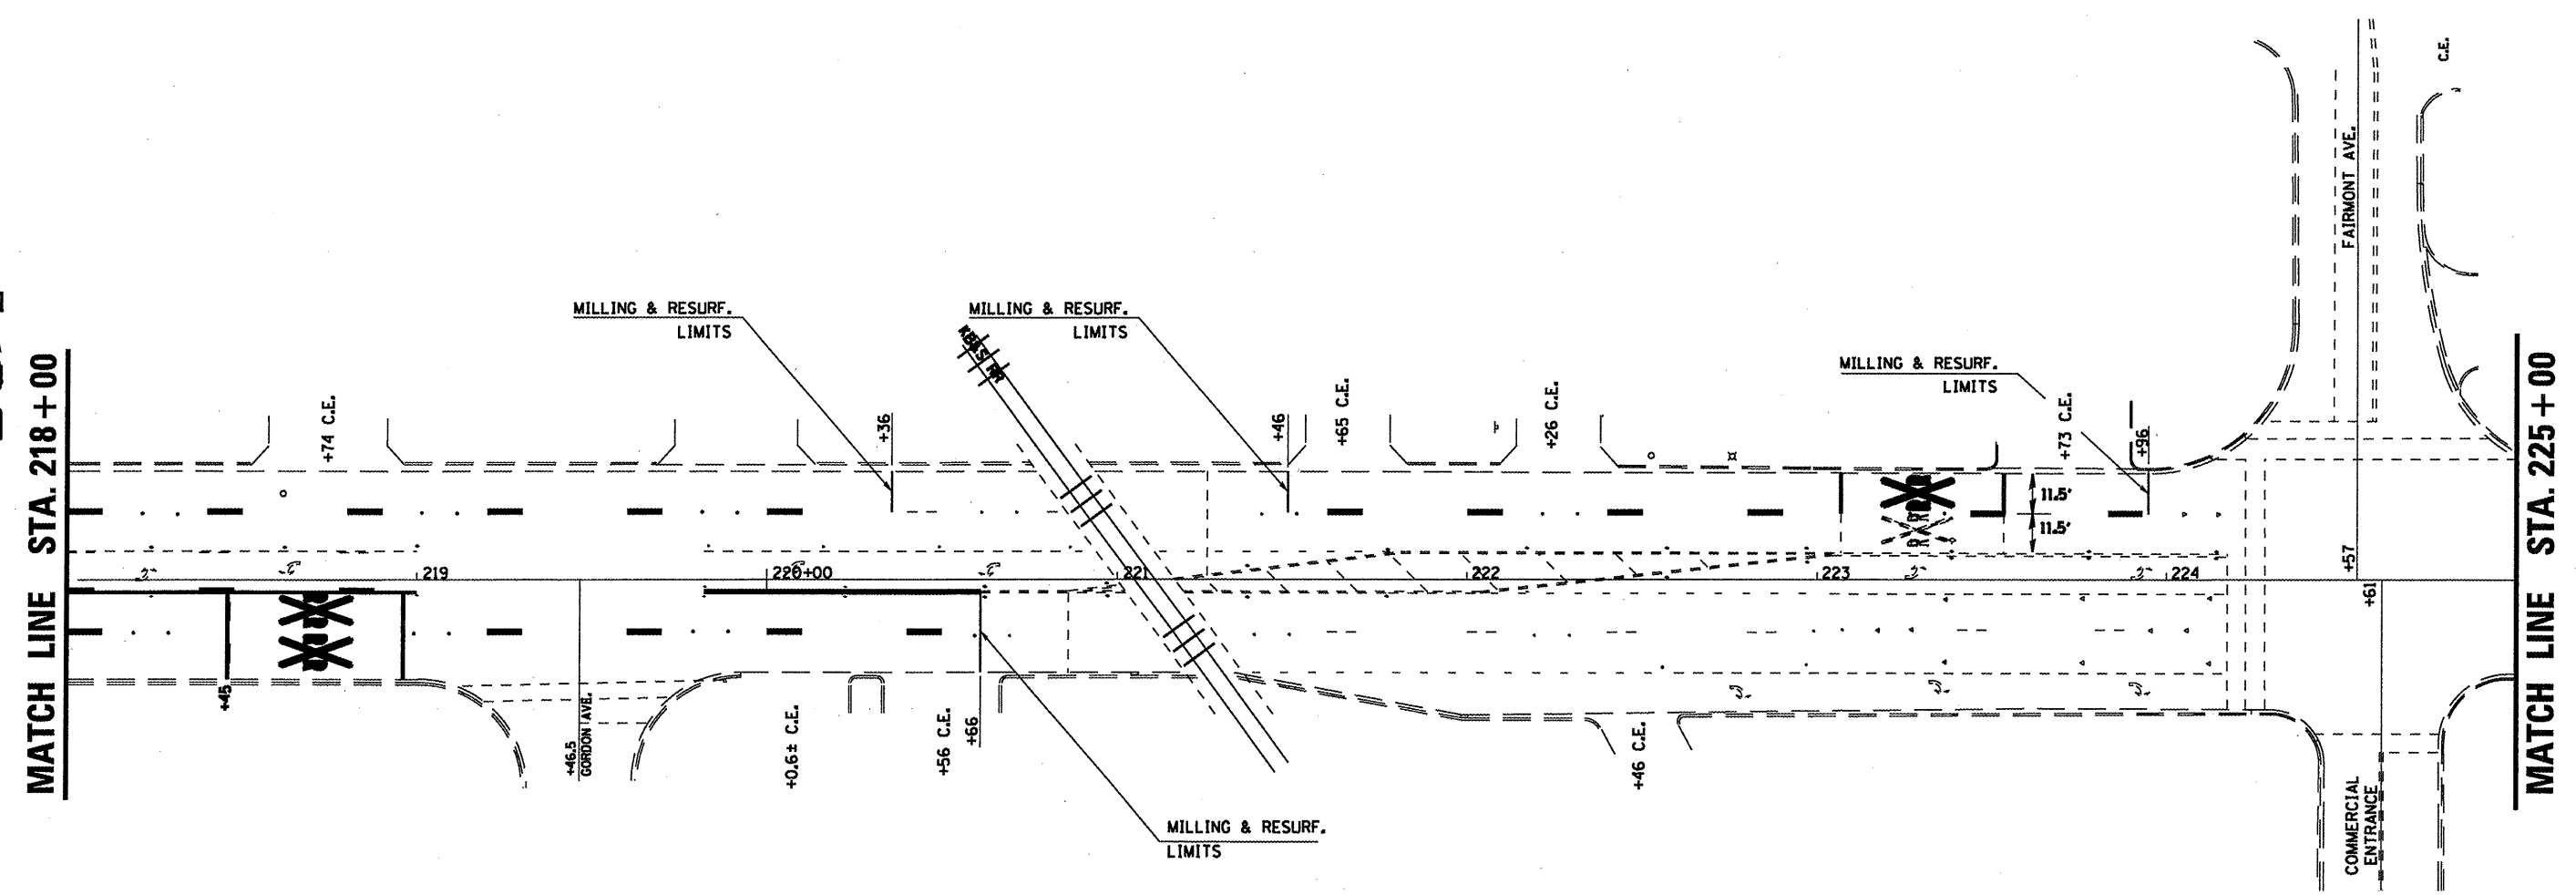 MATCH LINE STA. 218+00
MILLING & RESURF.
LIMITS
MILLING & RESURF.
LIMITS
MILLING & RESURF.
LIMITS
FAIRMONT AVE.
C.E.
+74 C.E.
+36
+46
+65 C.E.
+26 C.E.
+73 C.E.
+96
11.5'
11.5'
219
220+00
221
222
223
224
+57
+61
+45
+46.5
GORDON AVE.
+0.6± C.E.
+56 C.E.
+66
+46 C.E.
MILLING & RESURF.
LIMITS
COMMERCIAL
ENTRANCE
MATCH LINE STA. 225+00